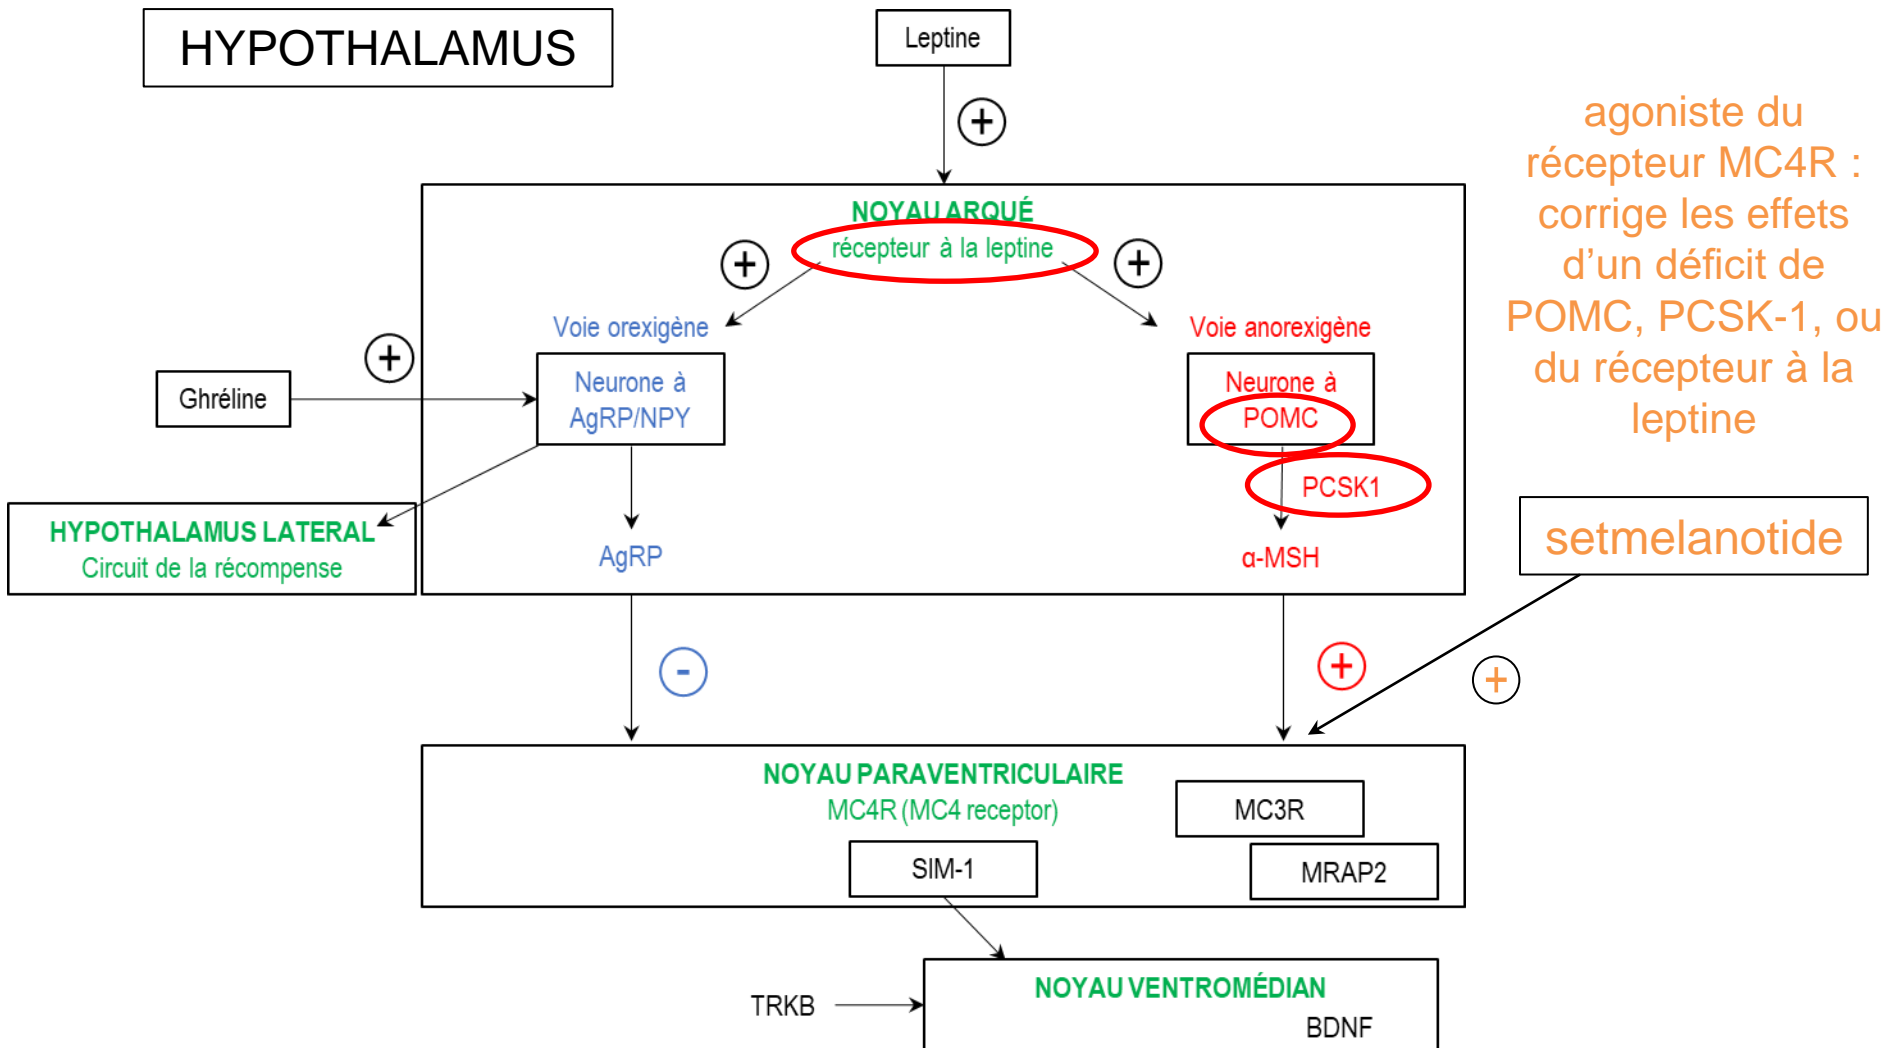 HYPOTHALAMUS
Leptine
+
agoniste du
récepteur MC4R :
corrige les effets
d’un déficit de
POMC, PCSK-1, ou
du récepteur à la
leptine
NOYAU ARQUÉ
récepteur à la leptine
+
+
Voie orexigène
Voie anorexigène
+
Ghréline
Neurone à
AgRP/NPY
Neurone à
POMC
PCSK1
HYPOTHALAMUS LATERAL
Circuit de la récompense
AgRP
α-MSH
setmelanotide
-
+
+
NOYAU PARAVENTRICULAIRE
MC4R (MC4 receptor)
MC3R
SIM-1
MRAP2
NOYAU VENTROMÉDIAN
TRKB
BDNF